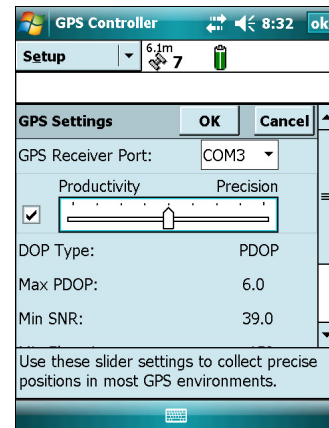 GPS Controller 8:32 ok
Setup 6.1m 7
GPS Settings OK Cancel
GPS Receiver Port: COM3
Productivity Precision
DOP Type: PDOP
Max PDOP: 6.0
Min SNR: 39.0
Use these slider settings to collect precise
positions in most GPS environments.